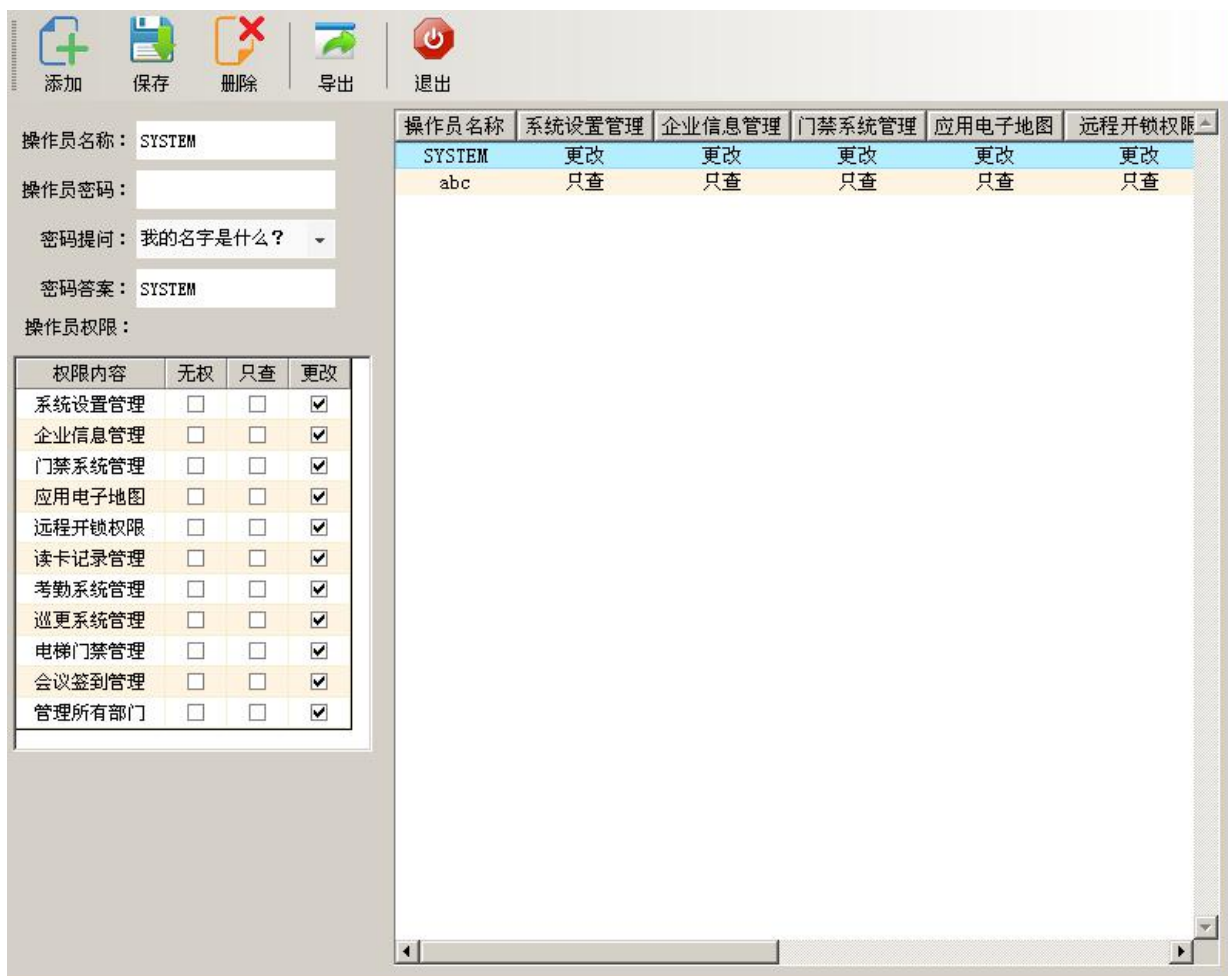 添加 保存 删除 导出 退出
操作员名称： SYSTEM
操作员密码：
密码提问： 我的名字是什么？
密码答案： SYSTEM
操作员权限：
权限内容 无权 只查 更改
系统设置管理
企业信息管理
门禁系统管理
应用电子地图
远程开锁权限
读卡记录管理
考勤系统管理
巡更系统管理
电梯门禁管理
会议签到管理
管理所有部门
操作员名称 系统设置管理 企业信息管理 门禁系统管理 应用电子地图 远程开锁权限
SYSTEM 更改 更改 更改 更改 更改
abc 只查 只查 只查 只查 只查